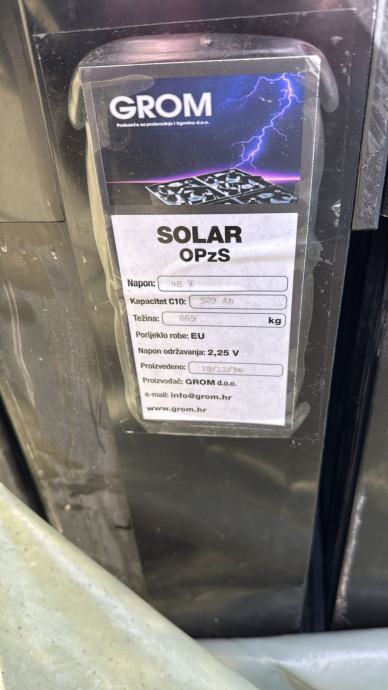 GROM
Poduzeće za proizvodnju i trgovinu d.o.o.
SOLAR
OPzS
Napon: 48 V
Kapacitet C10: 529 Ah
Težina: 665 kg
Porijeklo robe: EU
Napon održavanja: 2,25 V
Proizvedeno:
Proizvođač: GROM d.o.o.
e-mail: info@grom.hr
www.grom.hr